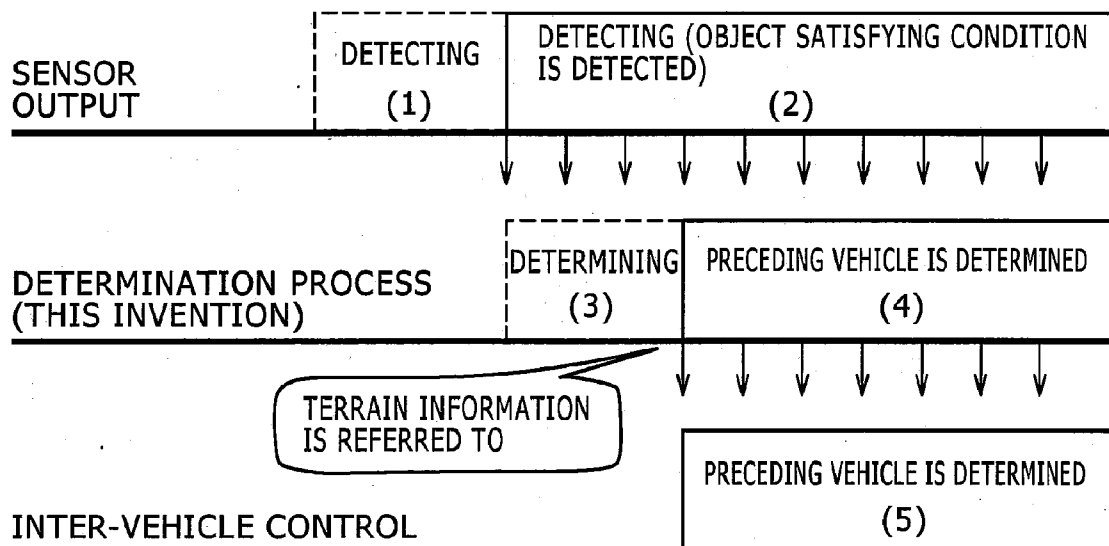 SENSOR
OUTPUT
DETECTING
(1)
DETECTING (OBJECT SATISFYING CONDITION
IS DETECTED)
(2)
DETERMINATION PROCESS
(THIS INVENTION)
DETERMINING
(3)
PRECEDING VEHICLE IS DETERMINED
(4)
TERRAIN INFORMATION
IS REFERRED TO
INTER-VEHICLE CONTROL
PRECEDING VEHICLE IS DETERMINED
(5)